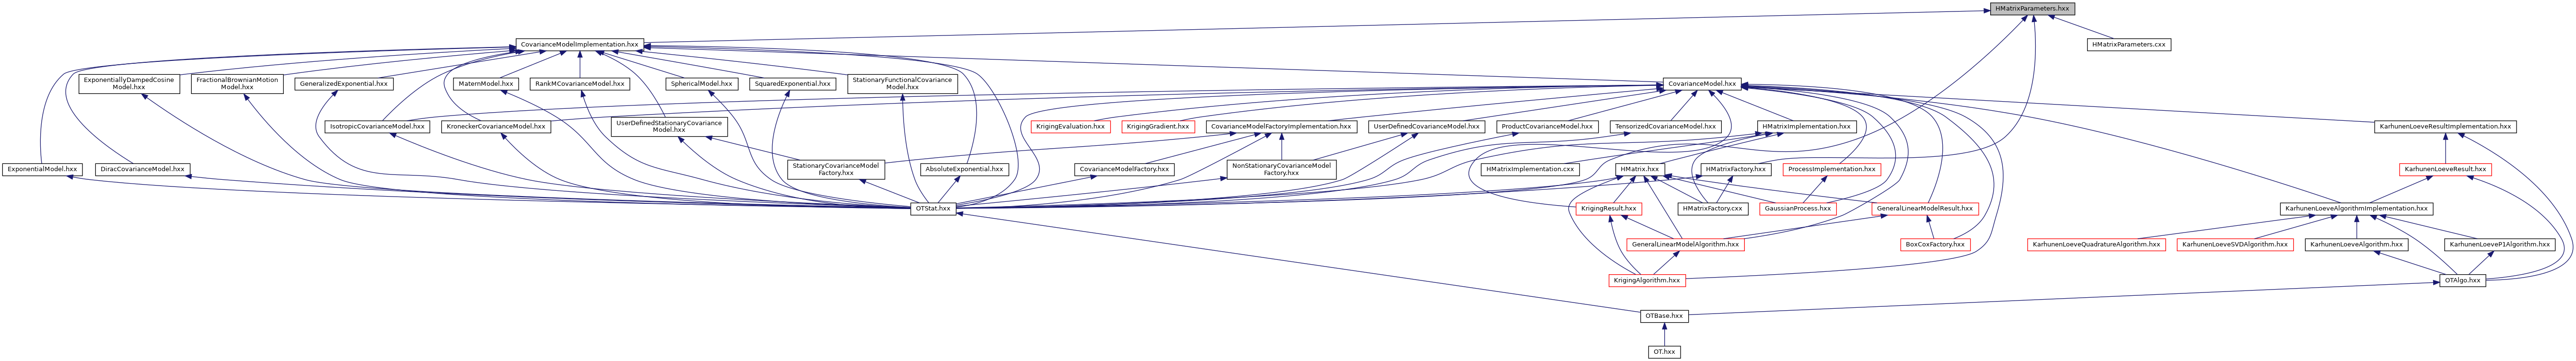 HMatrixParameters.hxx
CovarianceModelImplementation.hxx
HMatrixParameters.cxx
ExponentiallyDampedCosine
Model.hxx
FractionalBrownianMotion
Model.hxx
GeneralizedExponential.hxx
MaternModel.hxx
RankMCovarianceModel.hxx
SphericalModel.hxx
SquaredExponential.hxx
StationaryFunctionalCovariance
Model.hxx
CovarianceModel.hxx
IsotropicCovarianceModel.hxx
KroneckerCovarianceModel.hxx
UserDefinedStationaryCovariance
Model.hxx
KrigingEvaluation.hxx
KrigingGradient.hxx
CovarianceModelFactoryImplementation.hxx
UserDefinedCovarianceModel.hxx
ProductCovarianceModel.hxx
TensorizedCovarianceModel.hxx
HMatrixImplementation.hxx
KarhunenLoeveResultImplementation.hxx
ExponentialModel.hxx
DiracCovarianceModel.hxx
StationaryCovarianceModel
Factory.hxx
AbsoluteExponential.hxx
CovarianceModelFactory.hxx
NonStationaryCovarianceModel
Factory.hxx
HMatrixImplementation.cxx
HMatrix.hxx
HMatrixFactory.hxx
ProcessImplementation.hxx
KarhunenLoeveResult.hxx
OTStat.hxx
KrigingResult.hxx
HMatrixFactory.cxx
GaussianProcess.hxx
GeneralLinearModelResult.hxx
KarhunenLoeveAlgorithmImplementation.hxx
GeneralLinearModelAlgorithm.hxx
BoxCoxFactory.hxx
KarhunenLoeveQuadratureAlgorithm.hxx
KarhunenLoeveSVDAlgorithm.hxx
KarhunenLoeveAlgorithm.hxx
KarhunenLoeveP1Algorithm.hxx
KrigingAlgorithm.hxx
OTAlgo.hxx
OTBase.hxx
OT.hxx